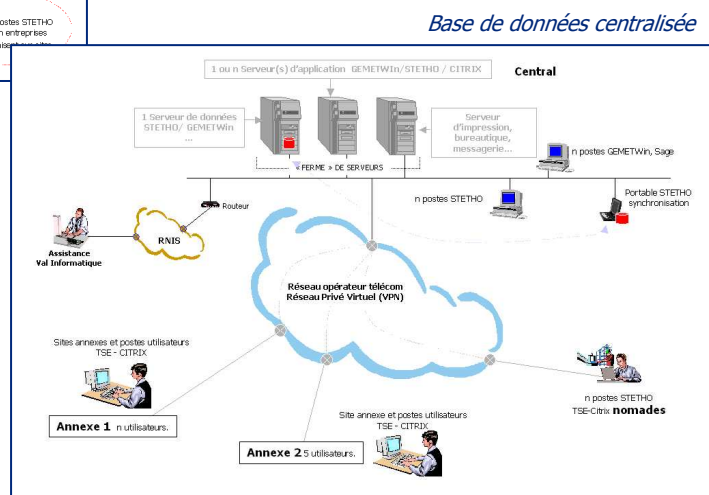 Base de données centralisée
ostes STETHO
n entreprises
1 ou n Serveur(s) d'application GEMETWIn/STETHO / CITRIX
Central
1 Serveur de données
STETHO/ GEMETWin
...
Serveur
d'impression,
bureautique,
messagerie...
« FERME » DE SERVEURS
n postes GEMETWin, Sage
n postes STETHO
Portable STETHO
synchronisation
Routeur
RNIS
Assistance
Val Informatique
Réseau opérateur télécom
Réseau Privé Virtuel (VPN)
Sites annexes et postes utilisateurs
TSE - CITRIX
Annexe 1 n utilisateurs.
Site annexe et postes utilisateurs
TSE - CITRIX
Annexe 2 5 utilisateurs.
n postes STETHO
TSE-Citrix nomades